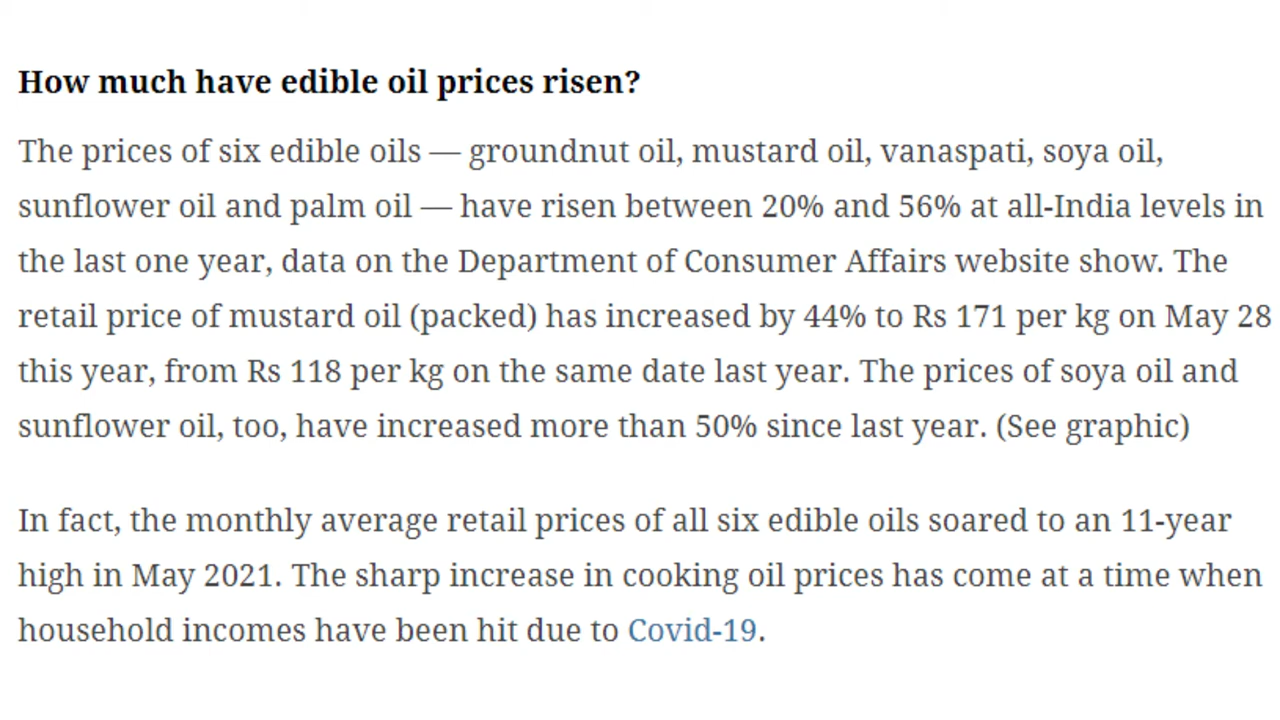 How much have edible oil prices risen?
The prices of six edible oils — groundnut oil, mustard oil, vanaspati, soya oil,
sunflower oil and palm oil — have risen between 20% and 56% at all-India levels in
the last one year, data on the Department of Consumer Affairs website show. The
retail price of mustard oil (packed) has increased by 44% to Rs 171 per kg on May 28
this year, from Rs 118 per kg on the same date last year. The prices of soya oil and
sunflower oil, too, have increased more than 50% since last year. (See graphic)
In fact, the monthly average retail prices of all six edible oils soared to an 11-year
high in May 2021. The sharp increase in cooking oil prices has come at a time when
household incomes have been hit due to Covid-19.